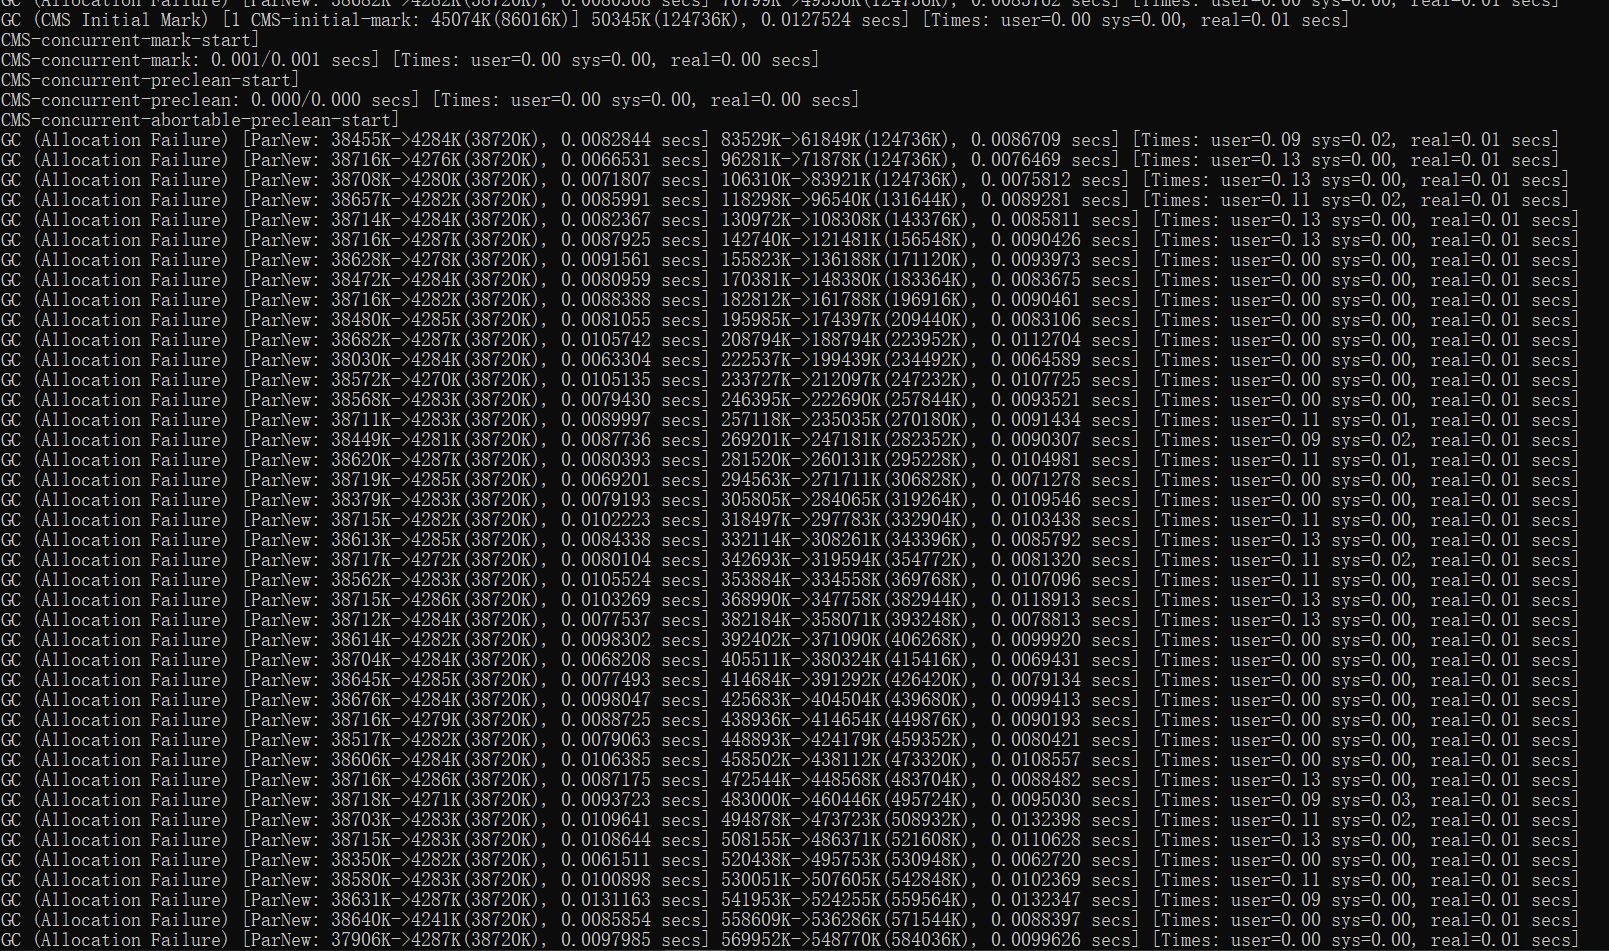 GC (Allocation Failure) [ParNew: 38682K->4282K(38720K), 0.0080308 secs] 70799K->49356K(124736K), 0.0083762 secs] [Times: user=0.00 sys=0.00, real=0.01 secs]
GC (CMS Initial Mark) [1 CMS-initial-mark: 45074K(86016K)] 50345K(124736K), 0.0127524 secs] [Times: user=0.00 sys=0.00, real=0.01 secs]
CMS-concurrent-mark-start]
CMS-concurrent-mark: 0.001/0.001 secs] [Times: user=0.00 sys=0.00, real=0.00 secs]
CMS-concurrent-preclean-start]
CMS-concurrent-preclean: 0.000/0.000 secs] [Times: user=0.00 sys=0.00, real=0.00 secs]
CMS-concurrent-abortable-preclean-start]
GC (Allocation Failure) [ParNew: 38455K->4284K(38720K), 0.0082844 secs] 83529K->61849K(124736K), 0.0086709 secs] [Times: user=0.09 sys=0.02, real=0.01 secs]
GC (Allocation Failure) [ParNew: 38716K->4276K(38720K), 0.0066531 secs] 96281K->71878K(124736K), 0.0076469 secs] [Times: user=0.13 sys=0.00, real=0.01 secs]
GC (Allocation Failure) [ParNew: 38708K->4280K(38720K), 0.0071807 secs] 106310K->83921K(124736K), 0.0075812 secs] [Times: user=0.13 sys=0.00, real=0.01 secs]
GC (Allocation Failure) [ParNew: 38657K->4282K(38720K), 0.0085991 secs] 118298K->96540K(131644K), 0.0089281 secs] [Times: user=0.11 sys=0.02, real=0.01 secs]
GC (Allocation Failure) [ParNew: 38714K->4284K(38720K), 0.0082367 secs] 130972K->108308K(143376K), 0.0085811 secs] [Times: user=0.13 sys=0.00, real=0.01 secs]
GC (Allocation Failure) [ParNew: 38716K->4287K(38720K), 0.0087925 secs] 142740K->121481K(156548K), 0.0090426 secs] [Times: user=0.13 sys=0.00, real=0.01 secs]
GC (Allocation Failure) [ParNew: 38628K->4278K(38720K), 0.0091561 secs] 155823K->136188K(171120K), 0.0093973 secs] [Times: user=0.00 sys=0.00, real=0.01 secs]
GC (Allocation Failure) [ParNew: 38472K->4284K(38720K), 0.0080959 secs] 170381K->148380K(183364K), 0.0083675 secs] [Times: user=0.00 sys=0.00, real=0.01 secs]
GC (Allocation Failure) [ParNew: 38716K->4282K(38720K), 0.0088388 secs] 182812K->161788K(196916K), 0.0090461 secs] [Times: user=0.00 sys=0.00, real=0.01 secs]
GC (Allocation Failure) [ParNew: 38480K->4285K(38720K), 0.0081055 secs] 195985K->174397K(209440K), 0.0083106 secs] [Times: user=0.00 sys=0.00, real=0.01 secs]
GC (Allocation Failure) [ParNew: 38682K->4287K(38720K), 0.0105742 secs] 208794K->188794K(223952K), 0.0112704 secs] [Times: user=0.00 sys=0.00, real=0.01 secs]
GC (Allocation Failure) [ParNew: 38030K->4284K(38720K), 0.0063304 secs] 222537K->199439K(234492K), 0.0064589 secs] [Times: user=0.00 sys=0.00, real=0.01 secs]
GC (Allocation Failure) [ParNew: 38572K->4270K(38720K), 0.0105135 secs] 233727K->212097K(247232K), 0.0107725 secs] [Times: user=0.00 sys=0.00, real=0.01 secs]
GC (Allocation Failure) [ParNew: 38568K->4283K(38720K), 0.0079430 secs] 246395K->222690K(257844K), 0.0093521 secs] [Times: user=0.00 sys=0.00, real=0.01 secs]
GC (Allocation Failure) [ParNew: 38711K->4283K(38720K), 0.0089997 secs] 257118K->235035K(270180K), 0.0091434 secs] [Times: user=0.11 sys=0.01, real=0.01 secs]
GC (Allocation Failure) [ParNew: 38449K->4281K(38720K), 0.0087736 secs] 269201K->247181K(282352K), 0.0090307 secs] [Times: user=0.09 sys=0.02, real=0.01 secs]
GC (Allocation Failure) [ParNew: 38620K->4287K(38720K), 0.0080393 secs] 281520K->260131K(295228K), 0.0104981 secs] [Times: user=0.11 sys=0.01, real=0.01 secs]
GC (Allocation Failure) [ParNew: 38719K->4285K(38720K), 0.0069201 secs] 294563K->271711K(306828K), 0.0071278 secs] [Times: user=0.00 sys=0.00, real=0.01 secs]
GC (Allocation Failure) [ParNew: 38379K->4283K(38720K), 0.0079193 secs] 305805K->284065K(319264K), 0.0109546 secs] [Times: user=0.00 sys=0.00, real=0.01 secs]
GC (Allocation Failure) [ParNew: 38715K->4282K(38720K), 0.0102223 secs] 318497K->297783K(332904K), 0.0103438 secs] [Times: user=0.11 sys=0.00, real=0.01 secs]
GC (Allocation Failure) [ParNew: 38613K->4285K(38720K), 0.0084338 secs] 332114K->308261K(343396K), 0.0085792 secs] [Times: user=0.13 sys=0.00, real=0.01 secs]
GC (Allocation Failure) [ParNew: 38717K->4272K(38720K), 0.0080104 secs] 342693K->319594K(354772K), 0.0081320 secs] [Times: user=0.11 sys=0.02, real=0.01 secs]
GC (Allocation Failure) [ParNew: 38562K->4283K(38720K), 0.0105524 secs] 353884K->334558K(369768K), 0.0107096 secs] [Times: user=0.11 sys=0.00, real=0.01 secs]
GC (Allocation Failure) [ParNew: 38715K->4286K(38720K), 0.0103269 secs] 368990K->347758K(382944K), 0.0118913 secs] [Times: user=0.13 sys=0.00, real=0.01 secs]
GC (Allocation Failure) [ParNew: 38712K->4284K(38720K), 0.0077537 secs] 382184K->358071K(393248K), 0.0078813 secs] [Times: user=0.13 sys=0.00, real=0.01 secs]
GC (Allocation Failure) [ParNew: 38614K->4282K(38720K), 0.0098302 secs] 392402K->371090K(406268K), 0.0099920 secs] [Times: user=0.00 sys=0.00, real=0.01 secs]
GC (Allocation Failure) [ParNew: 38704K->4284K(38720K), 0.0068208 secs] 405511K->380324K(415416K), 0.0069431 secs] [Times: user=0.00 sys=0.00, real=0.01 secs]
GC (Allocation Failure) [ParNew: 38645K->4285K(38720K), 0.0077493 secs] 414684K->391292K(426420K), 0.0079134 secs] [Times: user=0.00 sys=0.00, real=0.01 secs]
GC (Allocation Failure) [ParNew: 38676K->4284K(38720K), 0.0098047 secs] 425683K->404504K(439680K), 0.0099413 secs] [Times: user=0.00 sys=0.00, real=0.01 secs]
GC (Allocation Failure) [ParNew: 38716K->4279K(38720K), 0.0088725 secs] 438936K->414654K(449876K), 0.0090193 secs] [Times: user=0.00 sys=0.00, real=0.01 secs]
GC (Allocation Failure) [ParNew: 38517K->4282K(38720K), 0.0079063 secs] 448893K->424179K(459352K), 0.0080421 secs] [Times: user=0.00 sys=0.00, real=0.01 secs]
GC (Allocation Failure) [ParNew: 38606K->4284K(38720K), 0.0106385 secs] 458502K->438112K(473320K), 0.0108557 secs] [Times: user=0.00 sys=0.00, real=0.01 secs]
GC (Allocation Failure) [ParNew: 38716K->4286K(38720K), 0.0087175 secs] 472544K->448568K(483704K), 0.0088482 secs] [Times: user=0.13 sys=0.00, real=0.01 secs]
GC (Allocation Failure) [ParNew: 38718K->4271K(38720K), 0.0093723 secs] 483000K->460446K(495724K), 0.0095030 secs] [Times: user=0.09 sys=0.03, real=0.01 secs]
GC (Allocation Failure) [ParNew: 38703K->4283K(38720K), 0.0109641 secs] 494878K->473723K(508932K), 0.0132398 secs] [Times: user=0.11 sys=0.02, real=0.01 secs]
GC (Allocation Failure) [ParNew: 38715K->4283K(38720K), 0.0108644 secs] 508155K->486371K(521608K), 0.0110628 secs] [Times: user=0.13 sys=0.00, real=0.01 secs]
GC (Allocation Failure) [ParNew: 38350K->4282K(38720K), 0.0061511 secs] 520438K->495753K(530948K), 0.0062720 secs] [Times: user=0.00 sys=0.00, real=0.01 secs]
GC (Allocation Failure) [ParNew: 38580K->4283K(38720K), 0.0100898 secs] 530051K->507605K(542848K), 0.0102369 secs] [Times: user=0.11 sys=0.00, real=0.01 secs]
GC (Allocation Failure) [ParNew: 38631K->4287K(38720K), 0.0131163 secs] 541953K->524255K(559564K), 0.0132347 secs] [Times: user=0.09 sys=0.00, real=0.01 secs]
GC (Allocation Failure) [ParNew: 38640K->4241K(38720K), 0.0085854 secs] 558609K->536286K(571544K), 0.0088397 secs] [Times: user=0.00 sys=0.00, real=0.01 secs]
GC (Allocation Failure) [ParNew: 37906K->4287K(38720K), 0.0097985 secs] 569952K->548770K(584036K), 0.0099626 secs] [Times: user=0.00 sys=0.00, real=0.01 secs]